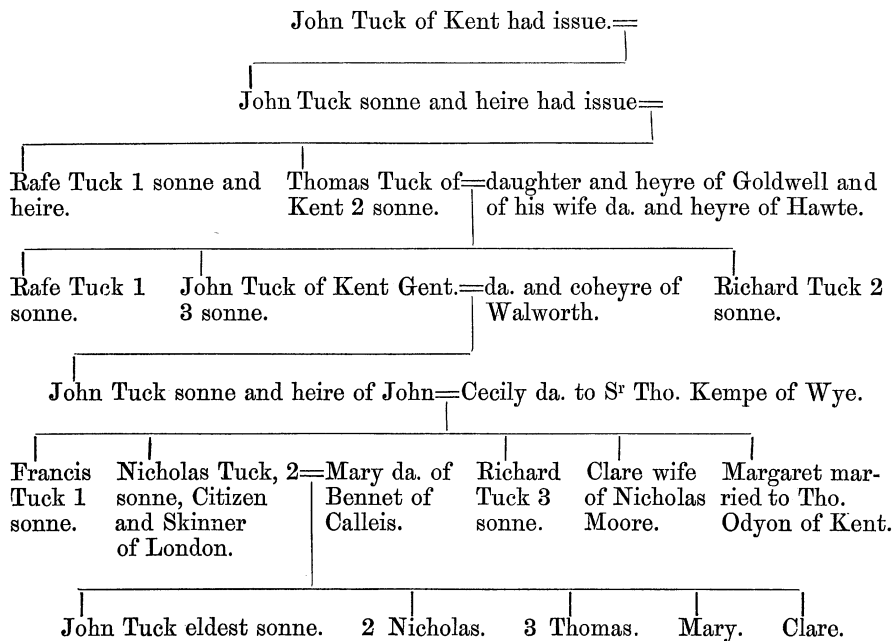 John Tuck of Kent had issue.=
John Tuck sonne and heire had issue=
Rafe Tuck 1 sonne and heire.
Thomas Tuck of Kent 2 sonne.
=daughter and heyre of Goldwell and
of his wife da. and heyre of Hawte.
Rafe Tuck 1
sonne.
John Tuck of Kent Gent.=
3 sonne.
da. and coheyre of
Walworth.
Richard Tuck 2
sonne.
John Tuck sonne and heire of John=Cecily da. to Sʳ Tho. Kempe of Wye.
Francis
Tuck 1
sonne.
Nicholas Tuck, 2=
sonne, Citizen
and Skinner
of London.
Mary da. of
Bennet of
Calleis.
Richard
Tuck 3
sonne.
Clare wife
of Nicholas
Moore.
Margaret mar-
ried to Tho.
Odyon of Kent.
John Tuck eldest sonne. 2 Nicholas. 3 Thomas. Mary. Clare.